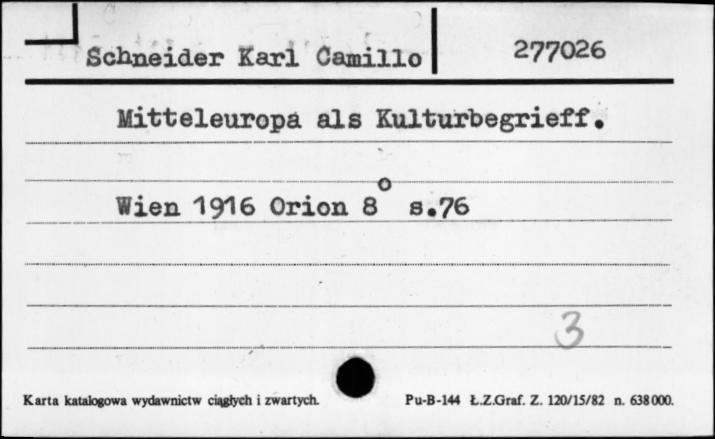 Schneider Karl Camillo 277026
Mitteleuropa als Kulturbegrieff.
Wien 1916 Orion 8° s.76
3
Karta katalogowa wydawnictw ciągłych i zwartych. Pu-B-144 Ł.Z.Graf. Z. 120/15/82 n. 638000.